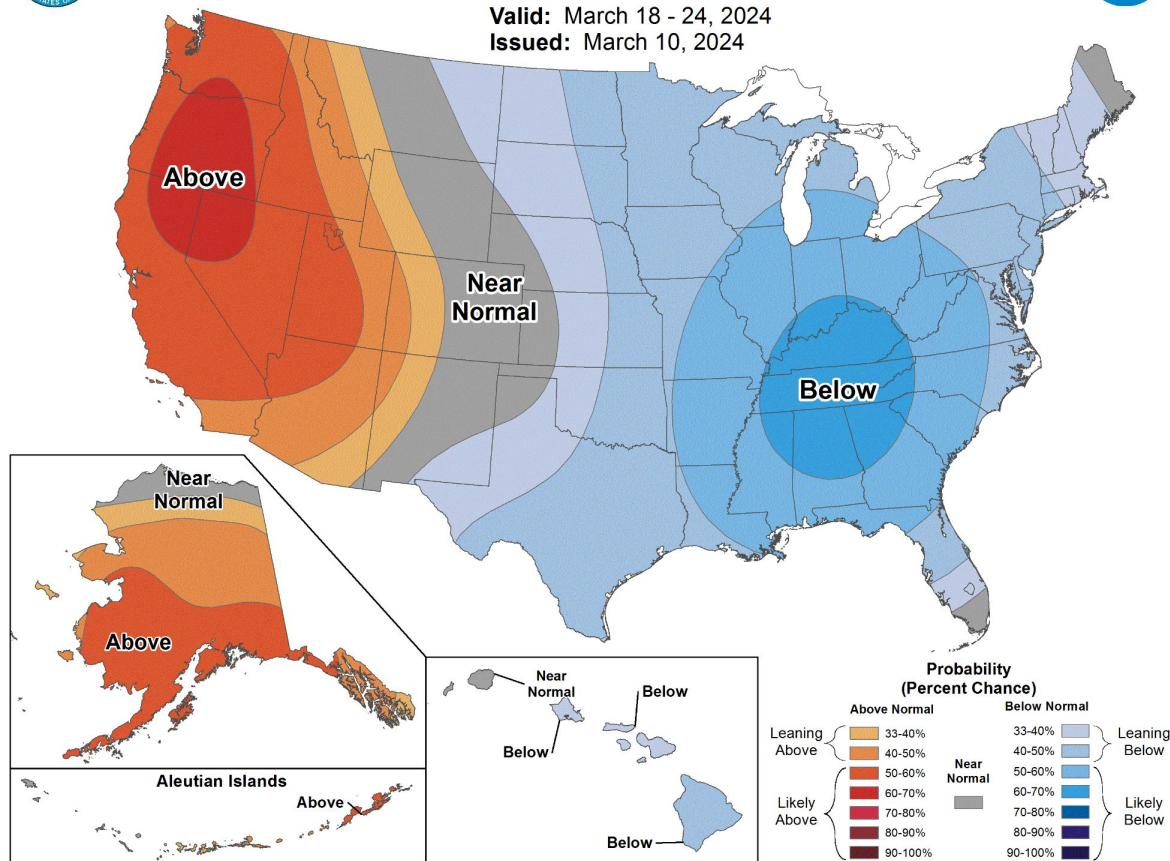 Valid: March 18 - 24, 2024
Issued: March 10, 2024
Above
Near
Normal
Below
Near
Normal
Above
Aleutian Islands
Above
Near
Normal
Below
Below
Below
Probability
(Percent Chance)
Above Normal
Below Normal
Leaning
Above
33-40%
40-50%
Likely
Above
50-60%
60-70%
70-80%
80-90%
90-100%
Near
Normal
33-40%
40-50%
Leaning
Below
50-60%
60-70%
70-80%
80-90%
90-100%
Likely
Below